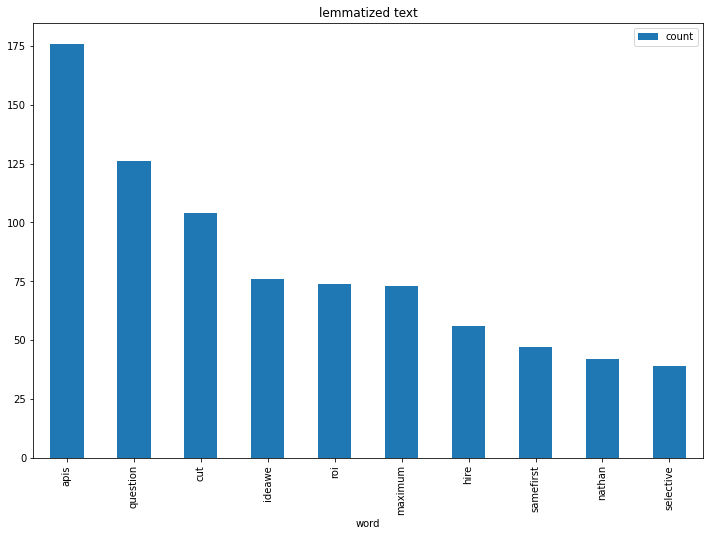 lemmatized text
count
175
150
125
100
75
50
25
0
apis
question
cut
ideawe
roi
maximum
hire
samefirst
nathan
selective
word